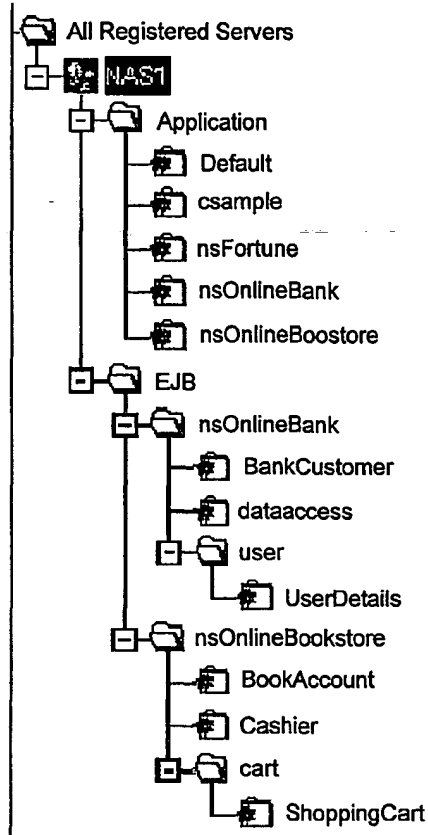 All Registered Servers
NAS1
Application
Default
csample
nsFortune
nsOnlineBank
nsOnlineBoostore
EJB
nsOnlineBank
BankCustomer
dataaccess
user
UserDetails
nsOnlineBookstore
BookAccount
Cashier
cart
ShoppingCart